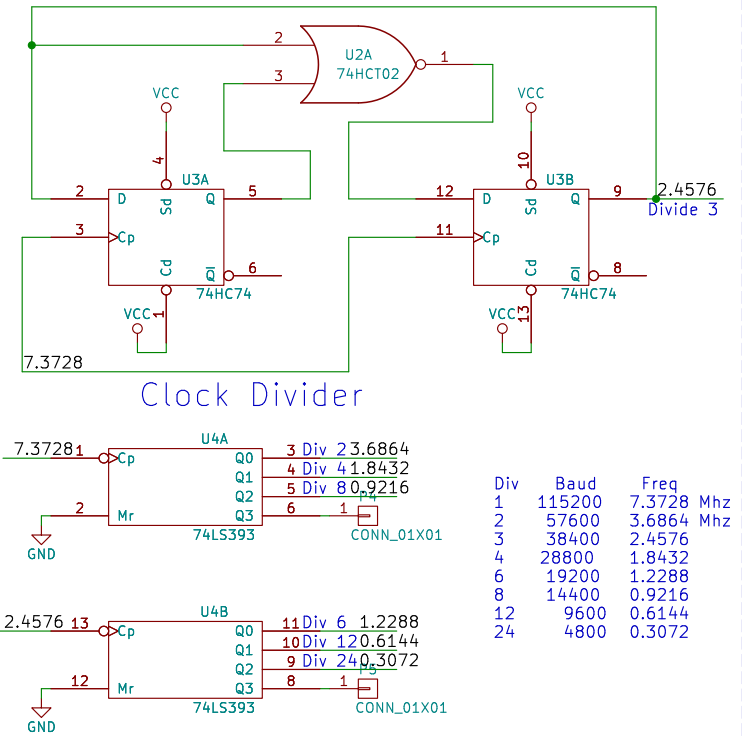 2
U2A
1
74HCT02
3
VCC
VCC
4
10
U3A
U3B
2 D Sd Q 5
12 D Sd Q 9 2.4576
Divide 3
3 Cp
11 Cp
Cd Q 6
Cd Q 8
74HC74
74HC74
VCC 1
VCC 13
7.3728
Clock Divider
U4A
7.3728 1 Cp Q0 3 Div 2 3.6864
Q1 4 Div 4 1.8432
Q2 5 Div 8 0.9216
P4
2 Mr Q3 6 1
74LS393 CONN_01X01
GND
Div Baud Freq
1 115200 7.3728 Mhz
2 57600 3.6864 Mhz
3 38400 2.4576
4 28800 1.8432
6 19200 1.2288
8 14400 0.9216
12 9600 0.6144
24 4800 0.3072
U4B
2.4576 13 Cp Q0 11 Div 6 1.2288
Q1 10 Div 12 0.6144
Q2 9 Div 24 0.3072
P5
12 Mr Q3 8 1
74LS393 CONN_01X01
GND